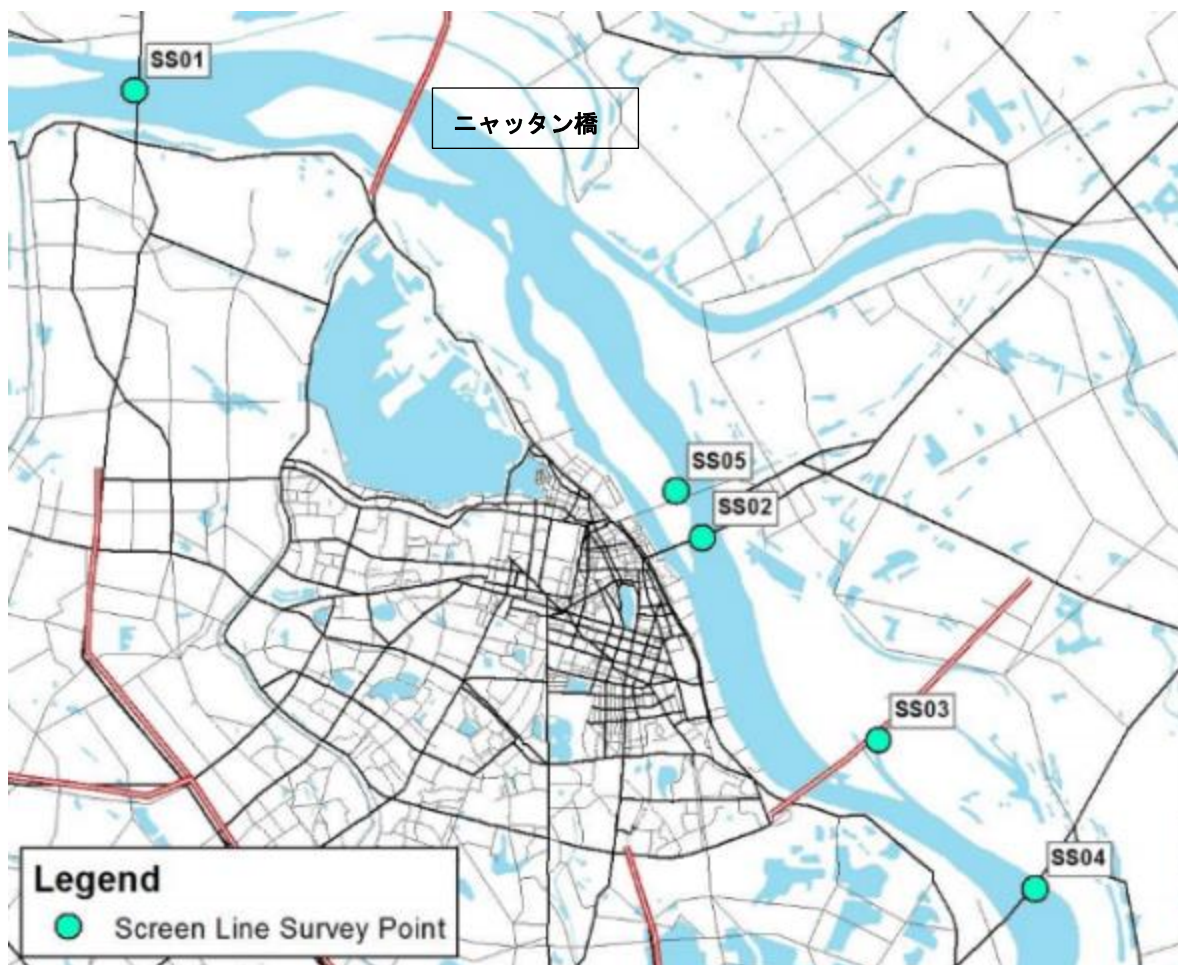 SS01
ニャッタン橋
SS05
SS02
SS03
SS04
Legend
Screen Line Survey Point